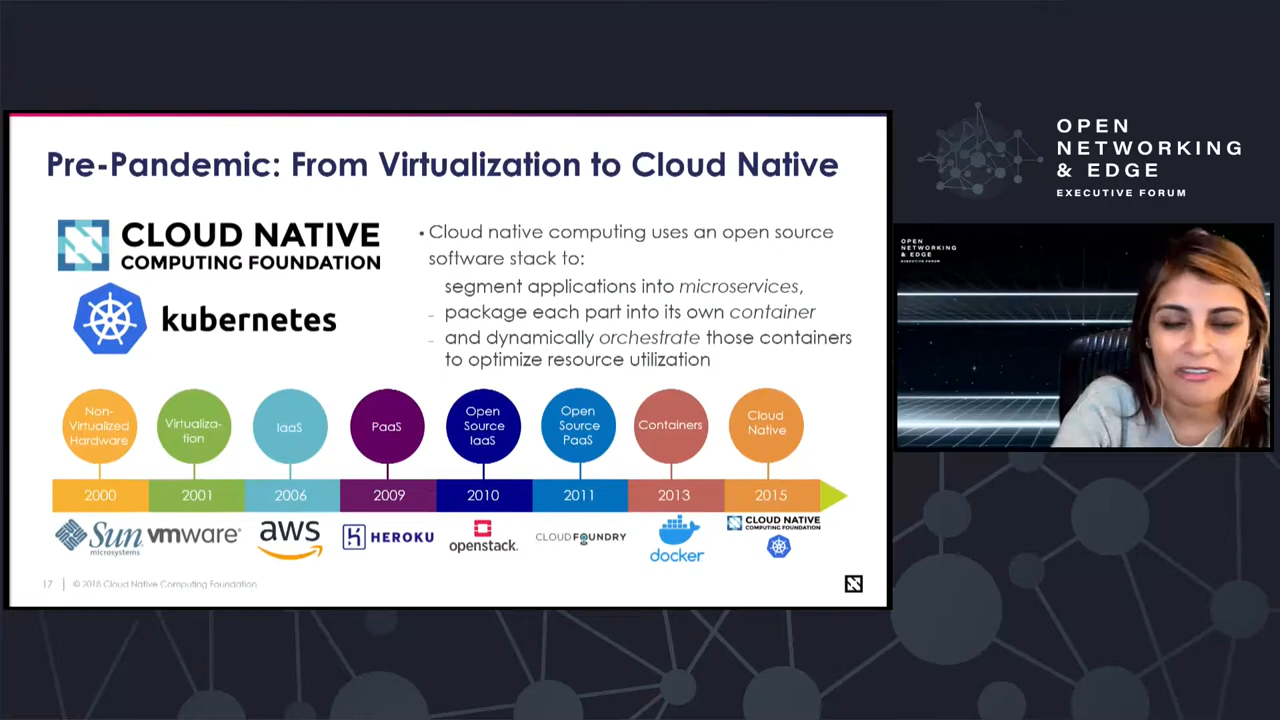 Pre-Pandemic: From Virtualization to Cloud Native
CLOUD NATIVE
COMPUTING FOUNDATION
kubernetes
• Cloud native computing uses an open source
software stack to:
segment applications into microservices,
- package each part into its own container
- and dynamically orchestrate those containers
to optimize resource utilization
Non-
Virtualized
Hardware
Virtualiza-
tion
IaaS
PaaS
Open
Source
IaaS
Open
Source
PaaS
Containers
Cloud
Native
2000
2001
2006
2009
2010
2011
2013
2015
Sun
microsystems
vmware®
aws
HEROKU
openstack.
CLOUDFOUNDRY
docker
CLOUD NATIVE
COMPUTING FOUNDATION
17 | © 2018 Cloud Native Computing Foundation
OPEN
NETWORKING
& EDGE
EXECUTIVE FORUM
OPEN
NETWORKING
& EDGE
EXECUTIVE FORUM